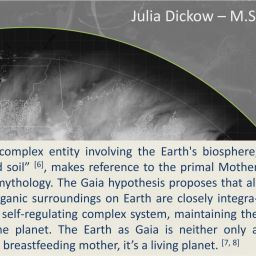 Julia Dickow – M.S
complex entity involving the Earth's biosphere,
d soil” [6], makes reference to the primal Mother
mythology. The Gaia hypothesis proposes that al
ganic surroundings on Earth are closely integra-
self-regulating complex system, maintaining the
he planet. The Earth as Gaia is neither only a
breastfeeding mother, it’s a living planet. [7, 8]